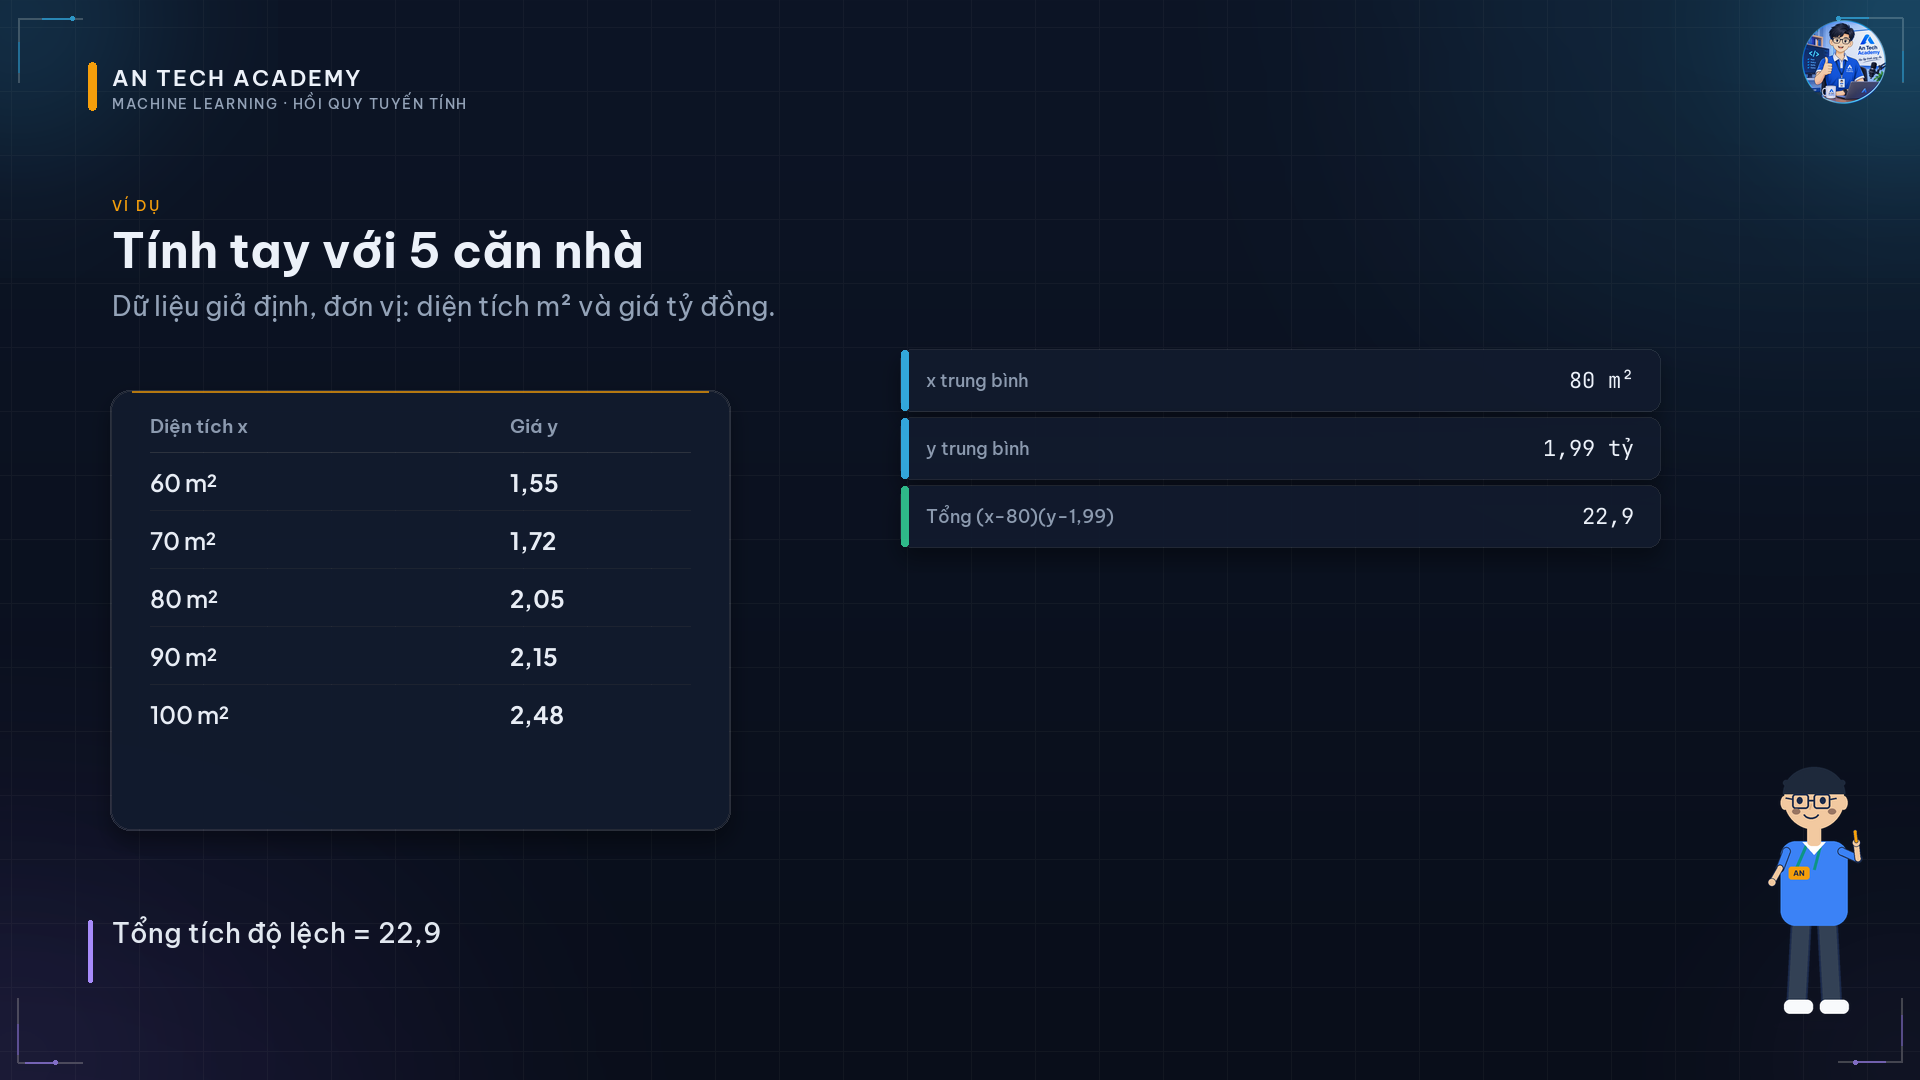 AN TECH ACADEMY
MACHINE LEARNING · HỒI QUY TUYẾN TÍNH
An Tech
Academy
VÍ DỤ
Tính tay với 5 căn nhà
Dữ liệu giả định, đơn vị: diện tích m² và giá tỷ đồng.
Diện tích x Giá y
60 m² 1,55
70 m² 1,72
80 m² 2,05
90 m² 2,15
100 m² 2,48
x trung bình 80 m²
y trung bình 1,99 tỷ
Tổng (x-80)(y-1,99) 22,9
AN
Tổng tích độ lệch = 22,9